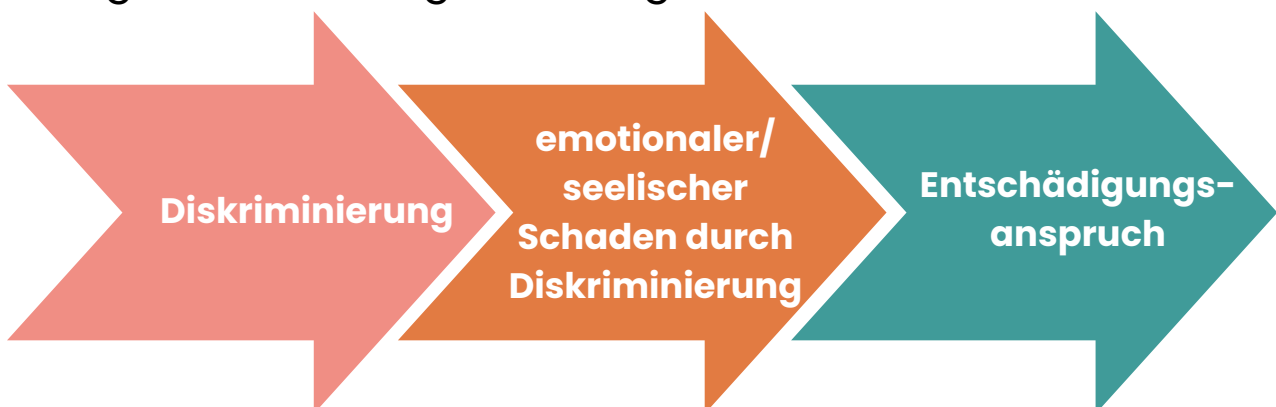 Diskriminierung
emotionaler/
seelischer
Schaden durch
Diskriminierung
Entschädigungs-
anspruch